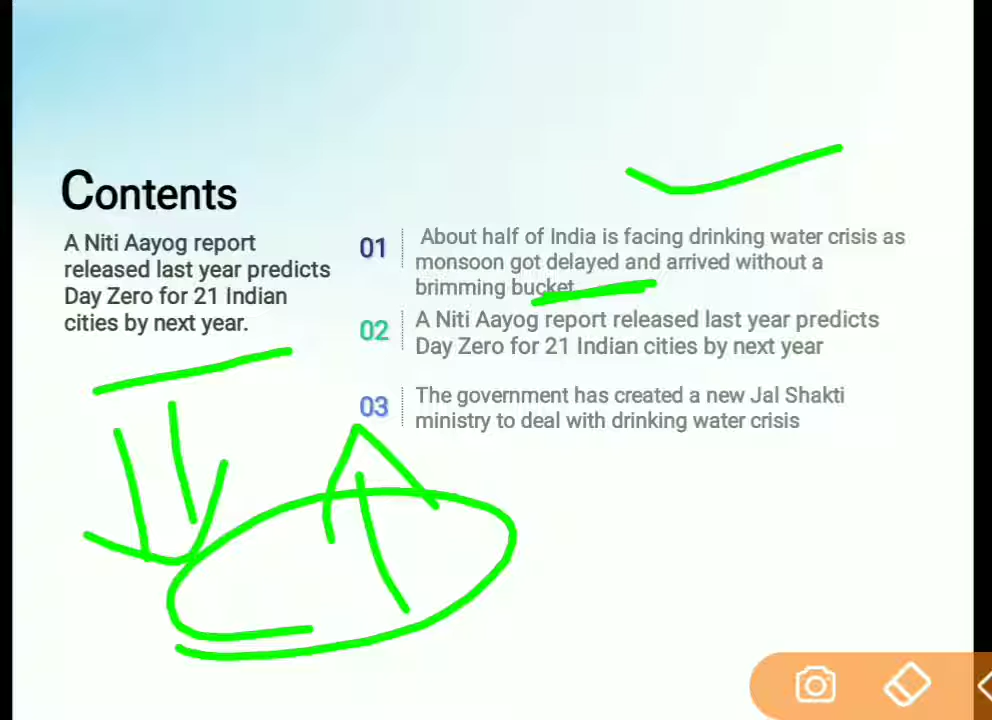 Contents
A Niti Aayog report
released last year predicts
Day Zero for 21 Indian
cities by next year.
01
About half of India is facing drinking water crisis as
monsoon got delayed and arrived without a
brimming bucket
02
A Niti Aayog report released last year predicts
Day Zero for 21 Indian cities by next year
03
The government has created a new Jal Shakti
ministry to deal with drinking water crisis